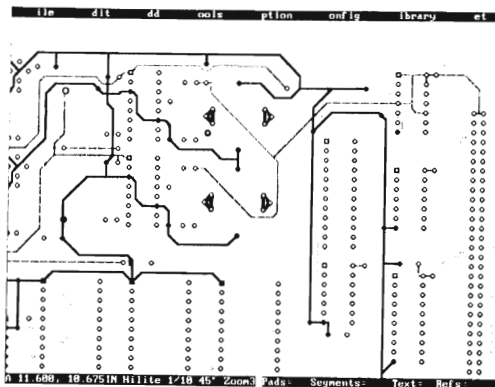 ile dit dd ools ption onfig ibrary et
A 11.600, 10.675IN Hilite 1/10 45° Zoom3 Pads: Segments: Text: Refs: